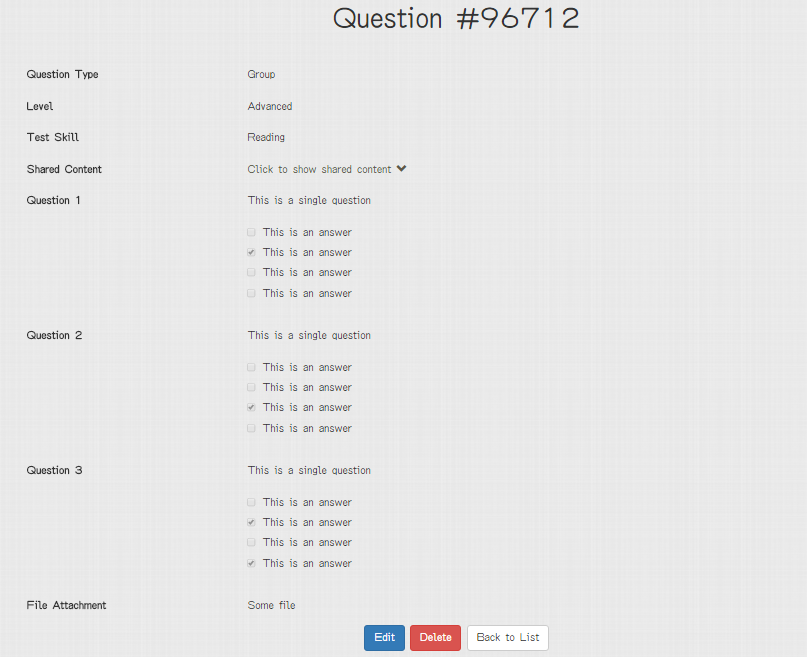 Question #96712
Question Type Group
Level Advanced
Test Skill Reading
Shared Content Click to show shared content
Question 1 This is a single question
This is an answer
This is an answer
This is an answer
This is an answer
Question 2 This is a single question
This is an answer
This is an answer
This is an answer
This is an answer
Question 3 This is a single question
This is an answer
This is an answer
This is an answer
This is an answer
File Attachment Some file
Edit Delete Back to List